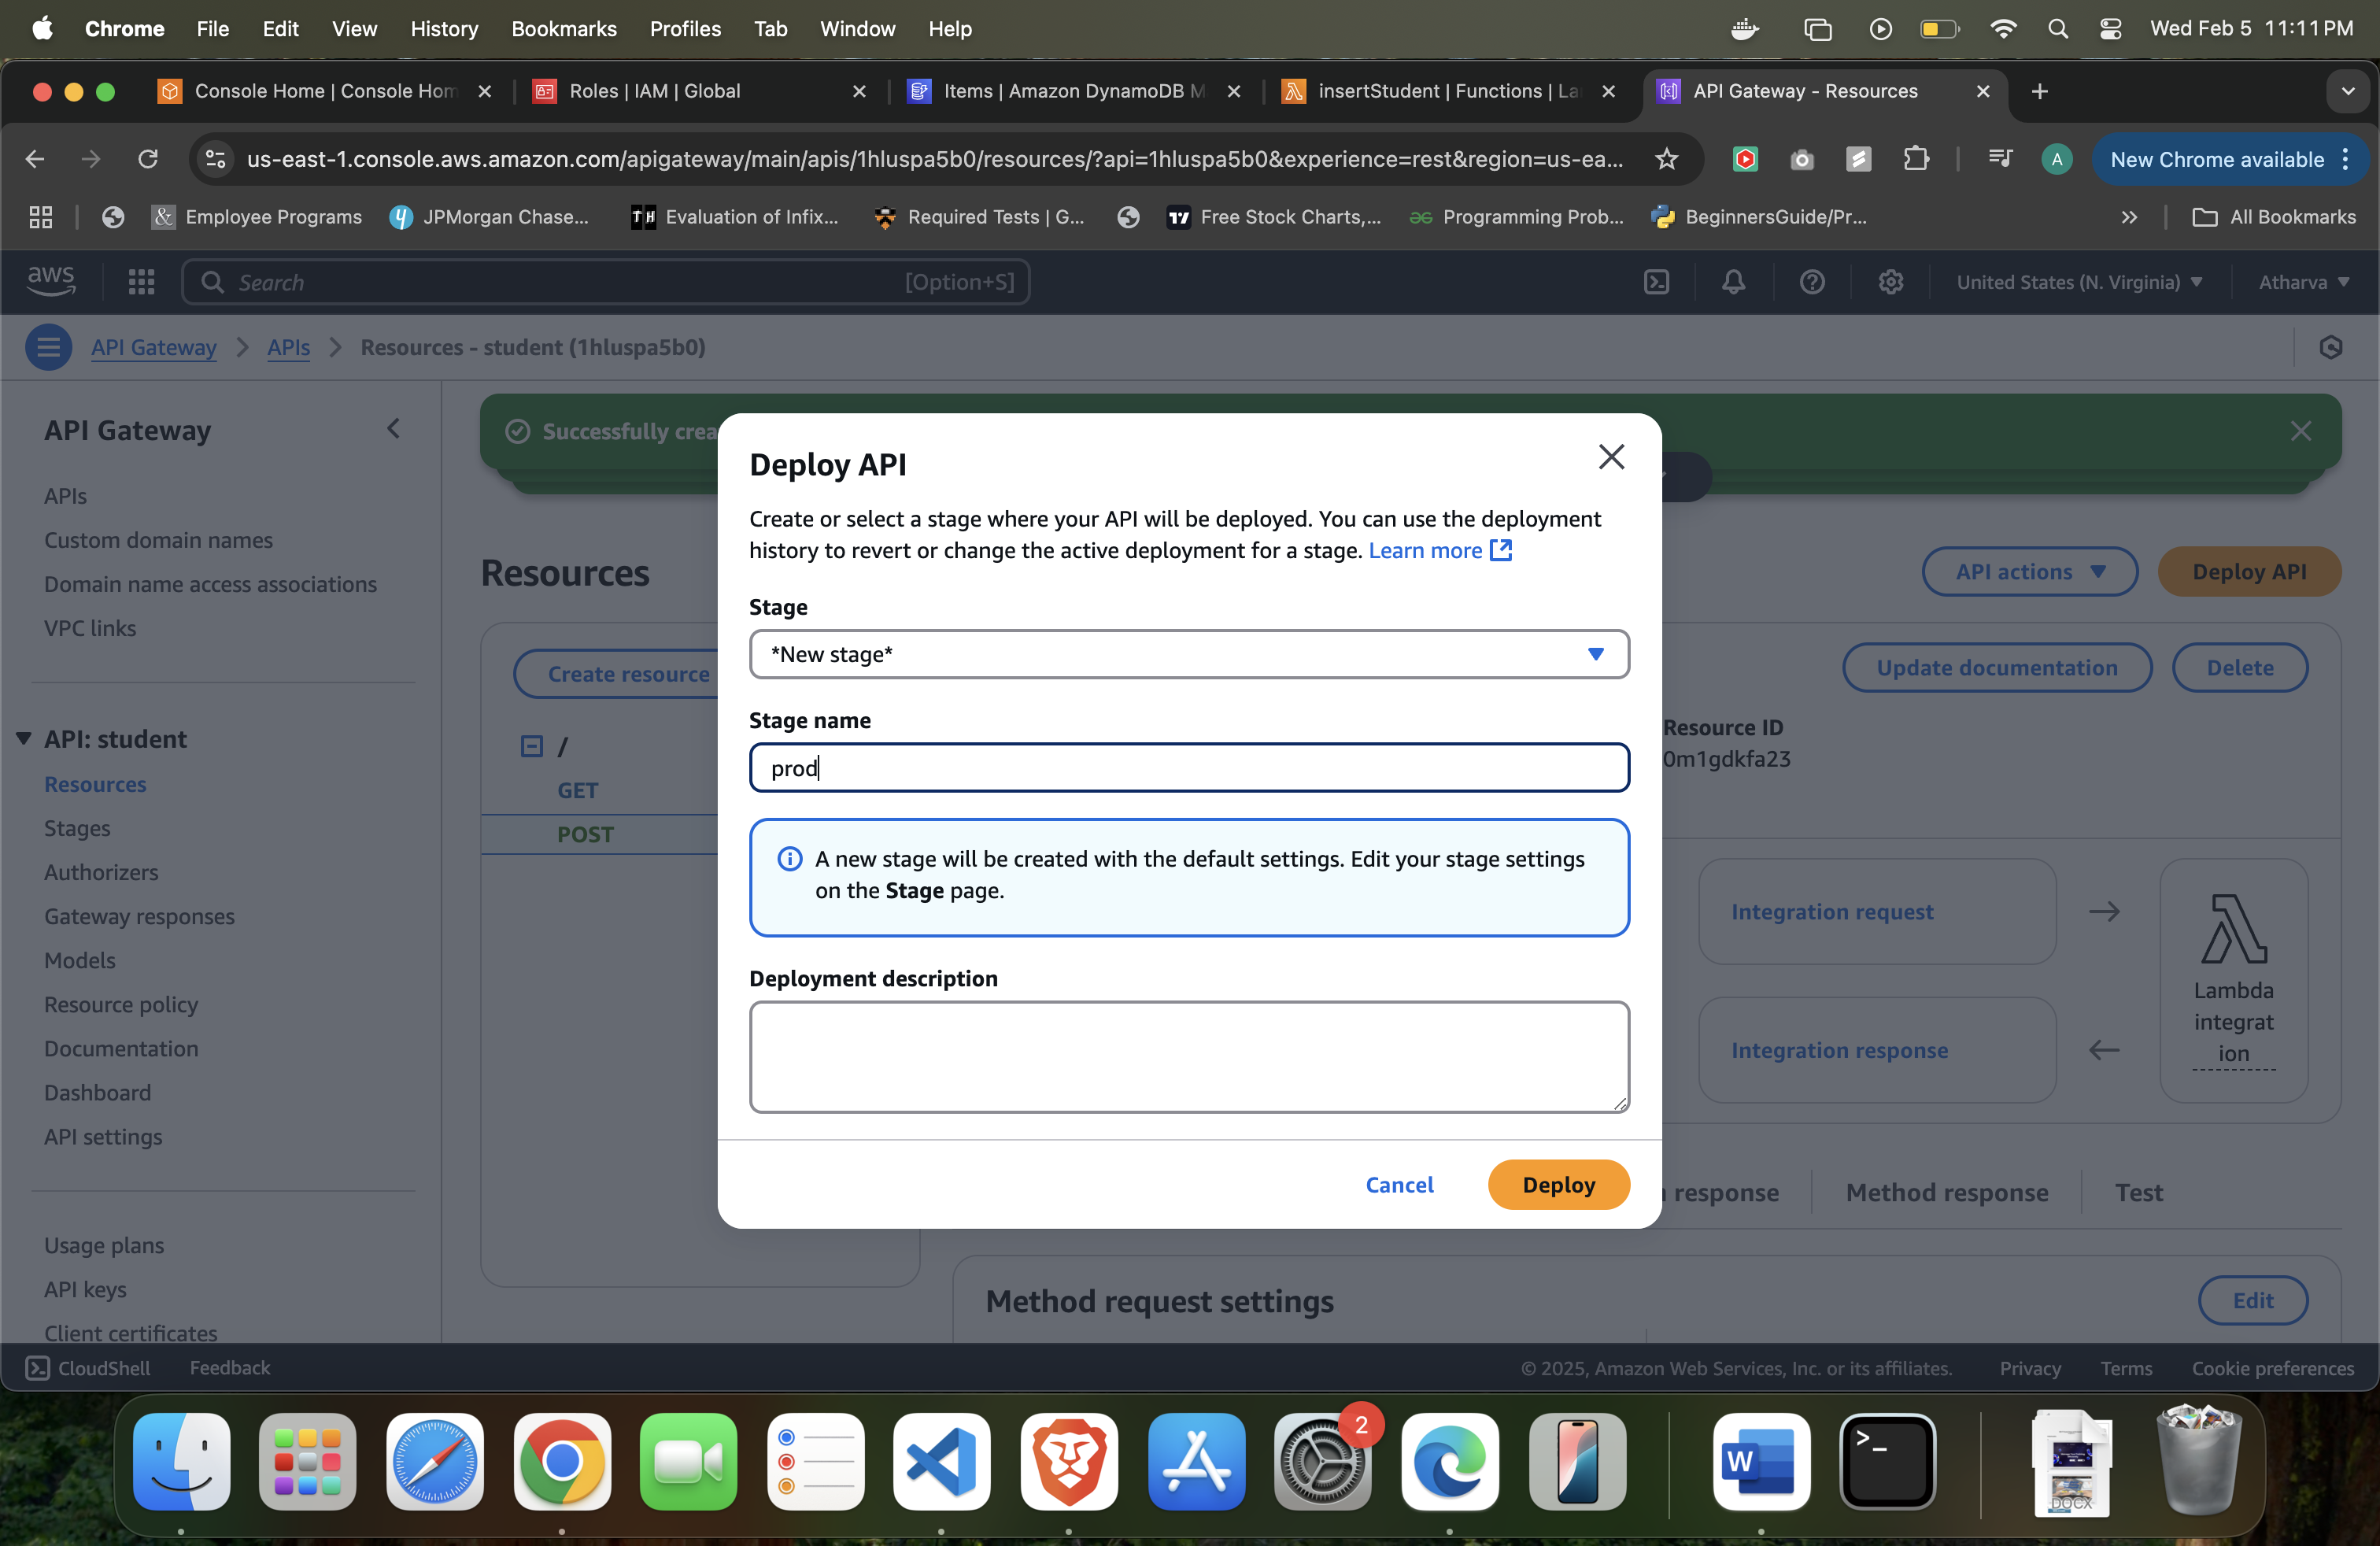 Chrome File Edit View History Bookmarks Profiles Tab Window Help Wed Feb 5 11:11 PM
Console Home | Console Hom Roles | IAM | Global Items | Amazon DynamoDB M insertStudent | Functions | La API Gateway - Resources
us-east-1.console.aws.amazon.com/apigateway/main/apis/1hluspa5b0/resources/?api=1hluspa5b0&experience=rest&region=us-ea... A New Chrome available
Employee Programs JPMorgan Chase... Evaluation of Infix... Required Tests | G... Free Stock Charts,... Programming Prob... BeginnersGuide/Pr... » All Bookmarks
aws Search [Option+S] United States (N. Virginia) Atharva
API Gateway > APIs > Resources - student (1hluspa5b0)
API Gateway
APIs
Custom domain names
Domain name access associations
VPC links
API: student
Resources
Stages
Authorizers
Gateway responses
Models
Resource policy
Documentation
Dashboard
API settings
Usage plans
API keys
Client certificates
Successfully crea
Resources
API actions Deploy API
Create resource
/
GET
POST
Update documentation Delete
Resource ID
0m1gdkfa23
Integration request
Integration response
Lambda
integrat
ion
response Method response Test
Method request settings
Edit
Deploy API
Create or select a stage where your API will be deployed. You can use the deployment
history to revert or change the active deployment for a stage. Learn more
Stage
*New stage*
Stage name
prod
A new stage will be created with the default settings. Edit your stage settings
on the Stage page.
Deployment description
Cancel Deploy
CloudShell Feedback © 2025, Amazon Web Services, Inc. or its affiliates. Privacy Terms Cookie preferences
2
W
>_
DOCX